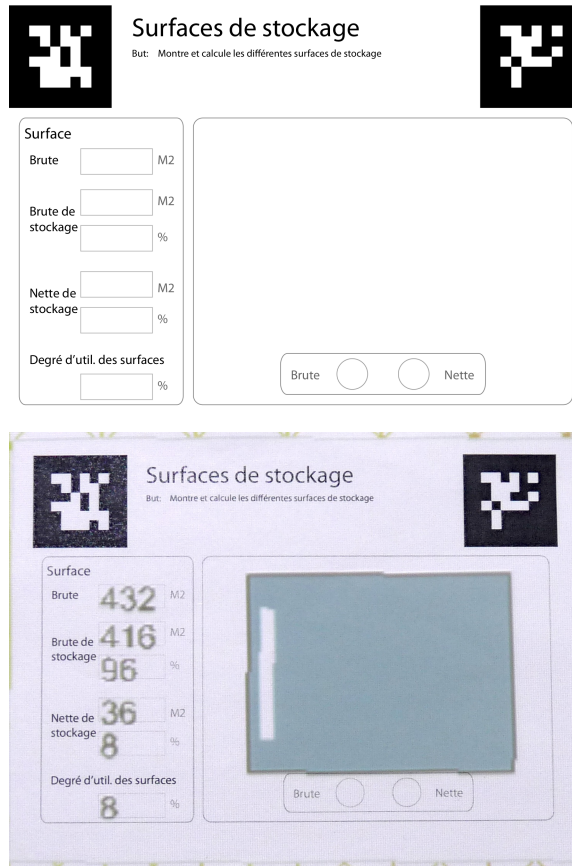 Surfaces de stockage
But: Montre et calcule les différentes surfaces de stockage
Surface
Brute M2
Brute de stockage M2
%
Nette de stockage M2
%
Degré d'util. des surfaces
%
Brute Nette
Surfaces de stockage
But: Montre et calcule les différentes surfaces de stockage
Surface
Brute 432 M2
Brute de stockage 416 M2
96 %
Nette de stockage 36 M2
8 %
Degré d'util. des surfaces
8 %
Brute Nette